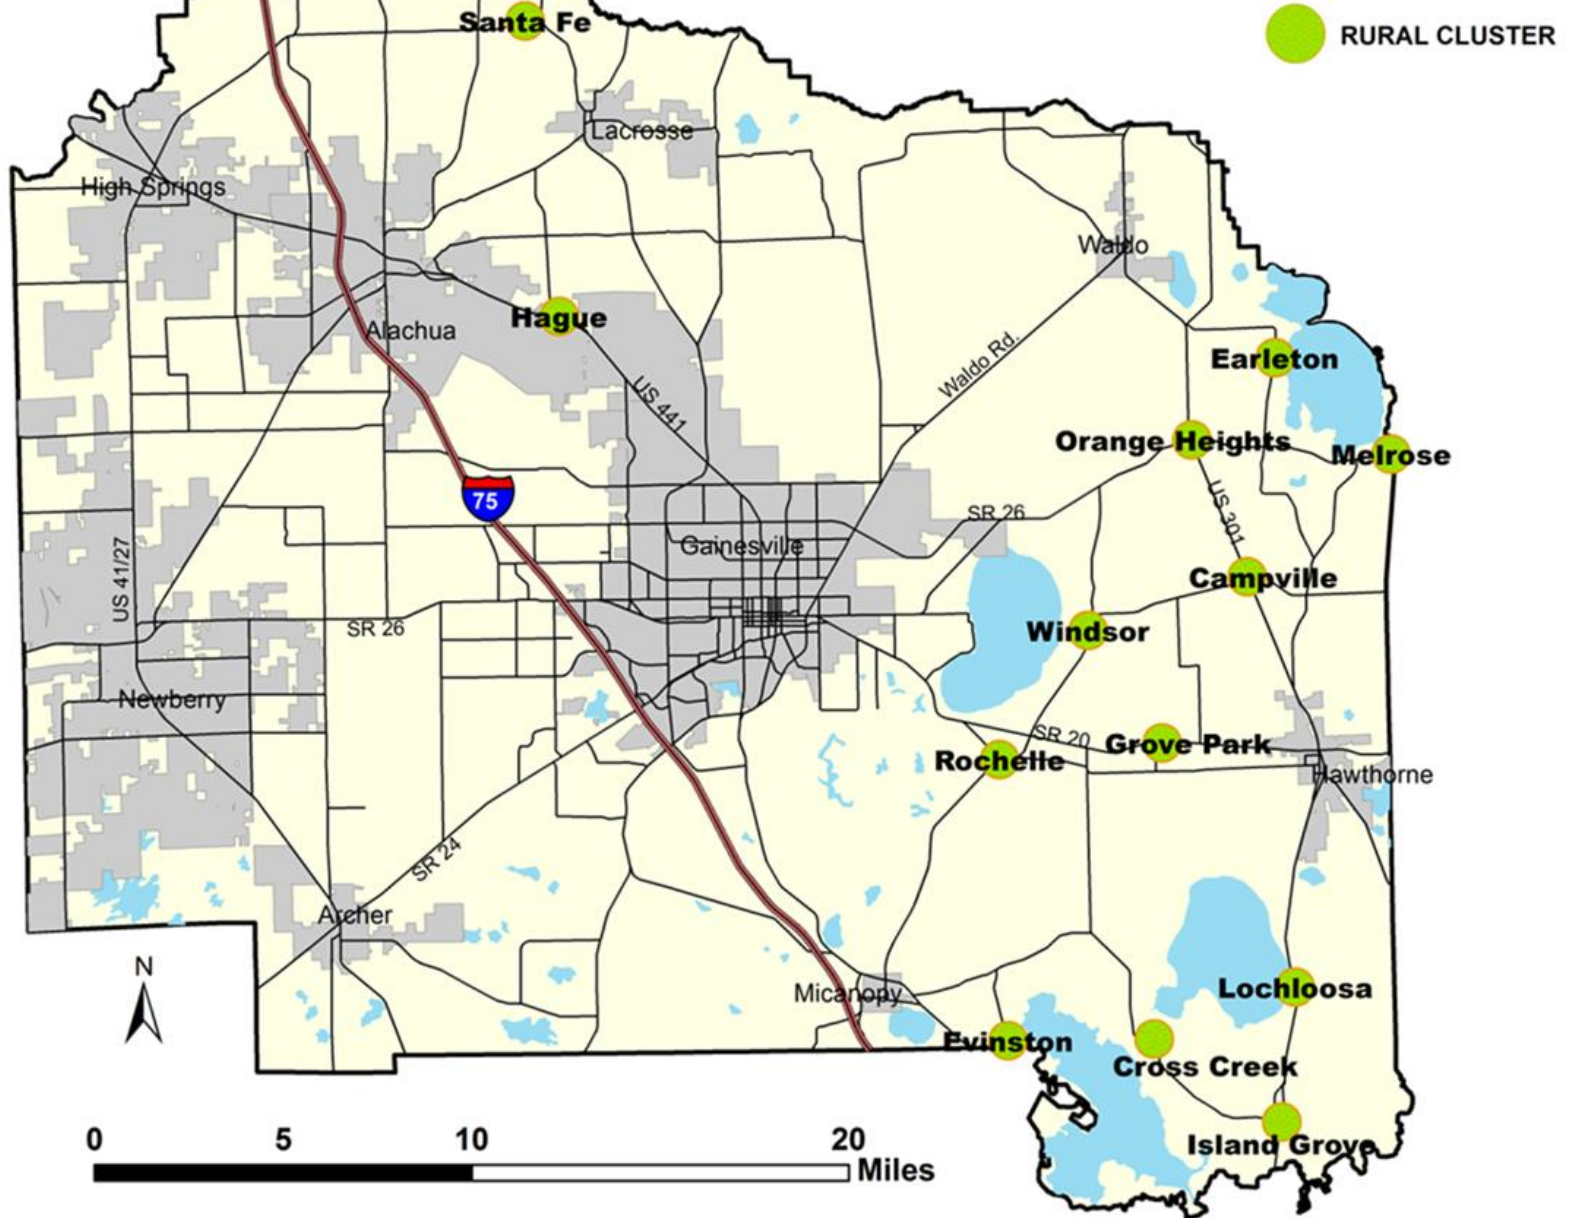 Santa Fe
RURAL CLUSTER
Lacrosse
High Springs
Waldo
Hague
Alachua
Waldo Rd.
Earleton
US 441
Orange Heights
Melrose
75
SR 26
US 301
Gainesville
US 41/27
Campville
SR 26
Windsor
Newberry
SR 20
Grove Park
Rochelle
Hawthorne
SR 24
Archer
N
Micanopy
Lochloosa
Evinston
Cross Creek
Island Grove
0 5 10 20
Miles